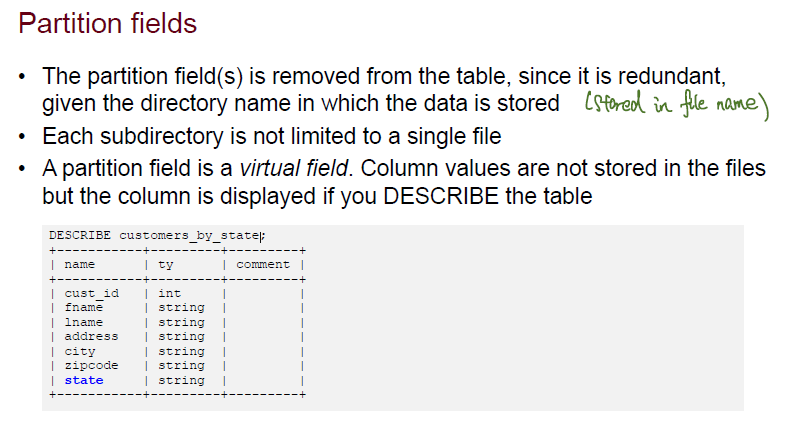 Partition fields
• The partition field(s) is removed from the table, since it is redundant,
given the directory name in which the data is stored (stored in file name)
• Each subdirectory is not limited to a single file
• A partition field is a virtual field. Column values are not stored in the files
but the column is displayed if you DESCRIBE the table
DESCRIBE customers_by_state;
+-----------+---------+---------+
| name | ty | comment |
+-----------+---------+---------+
| cust_id | int | |
| fname | string | |
| lname | string | |
| address | string | |
| city | string | |
| zipcode | string | |
| state | string | |
+-----------+---------+---------+